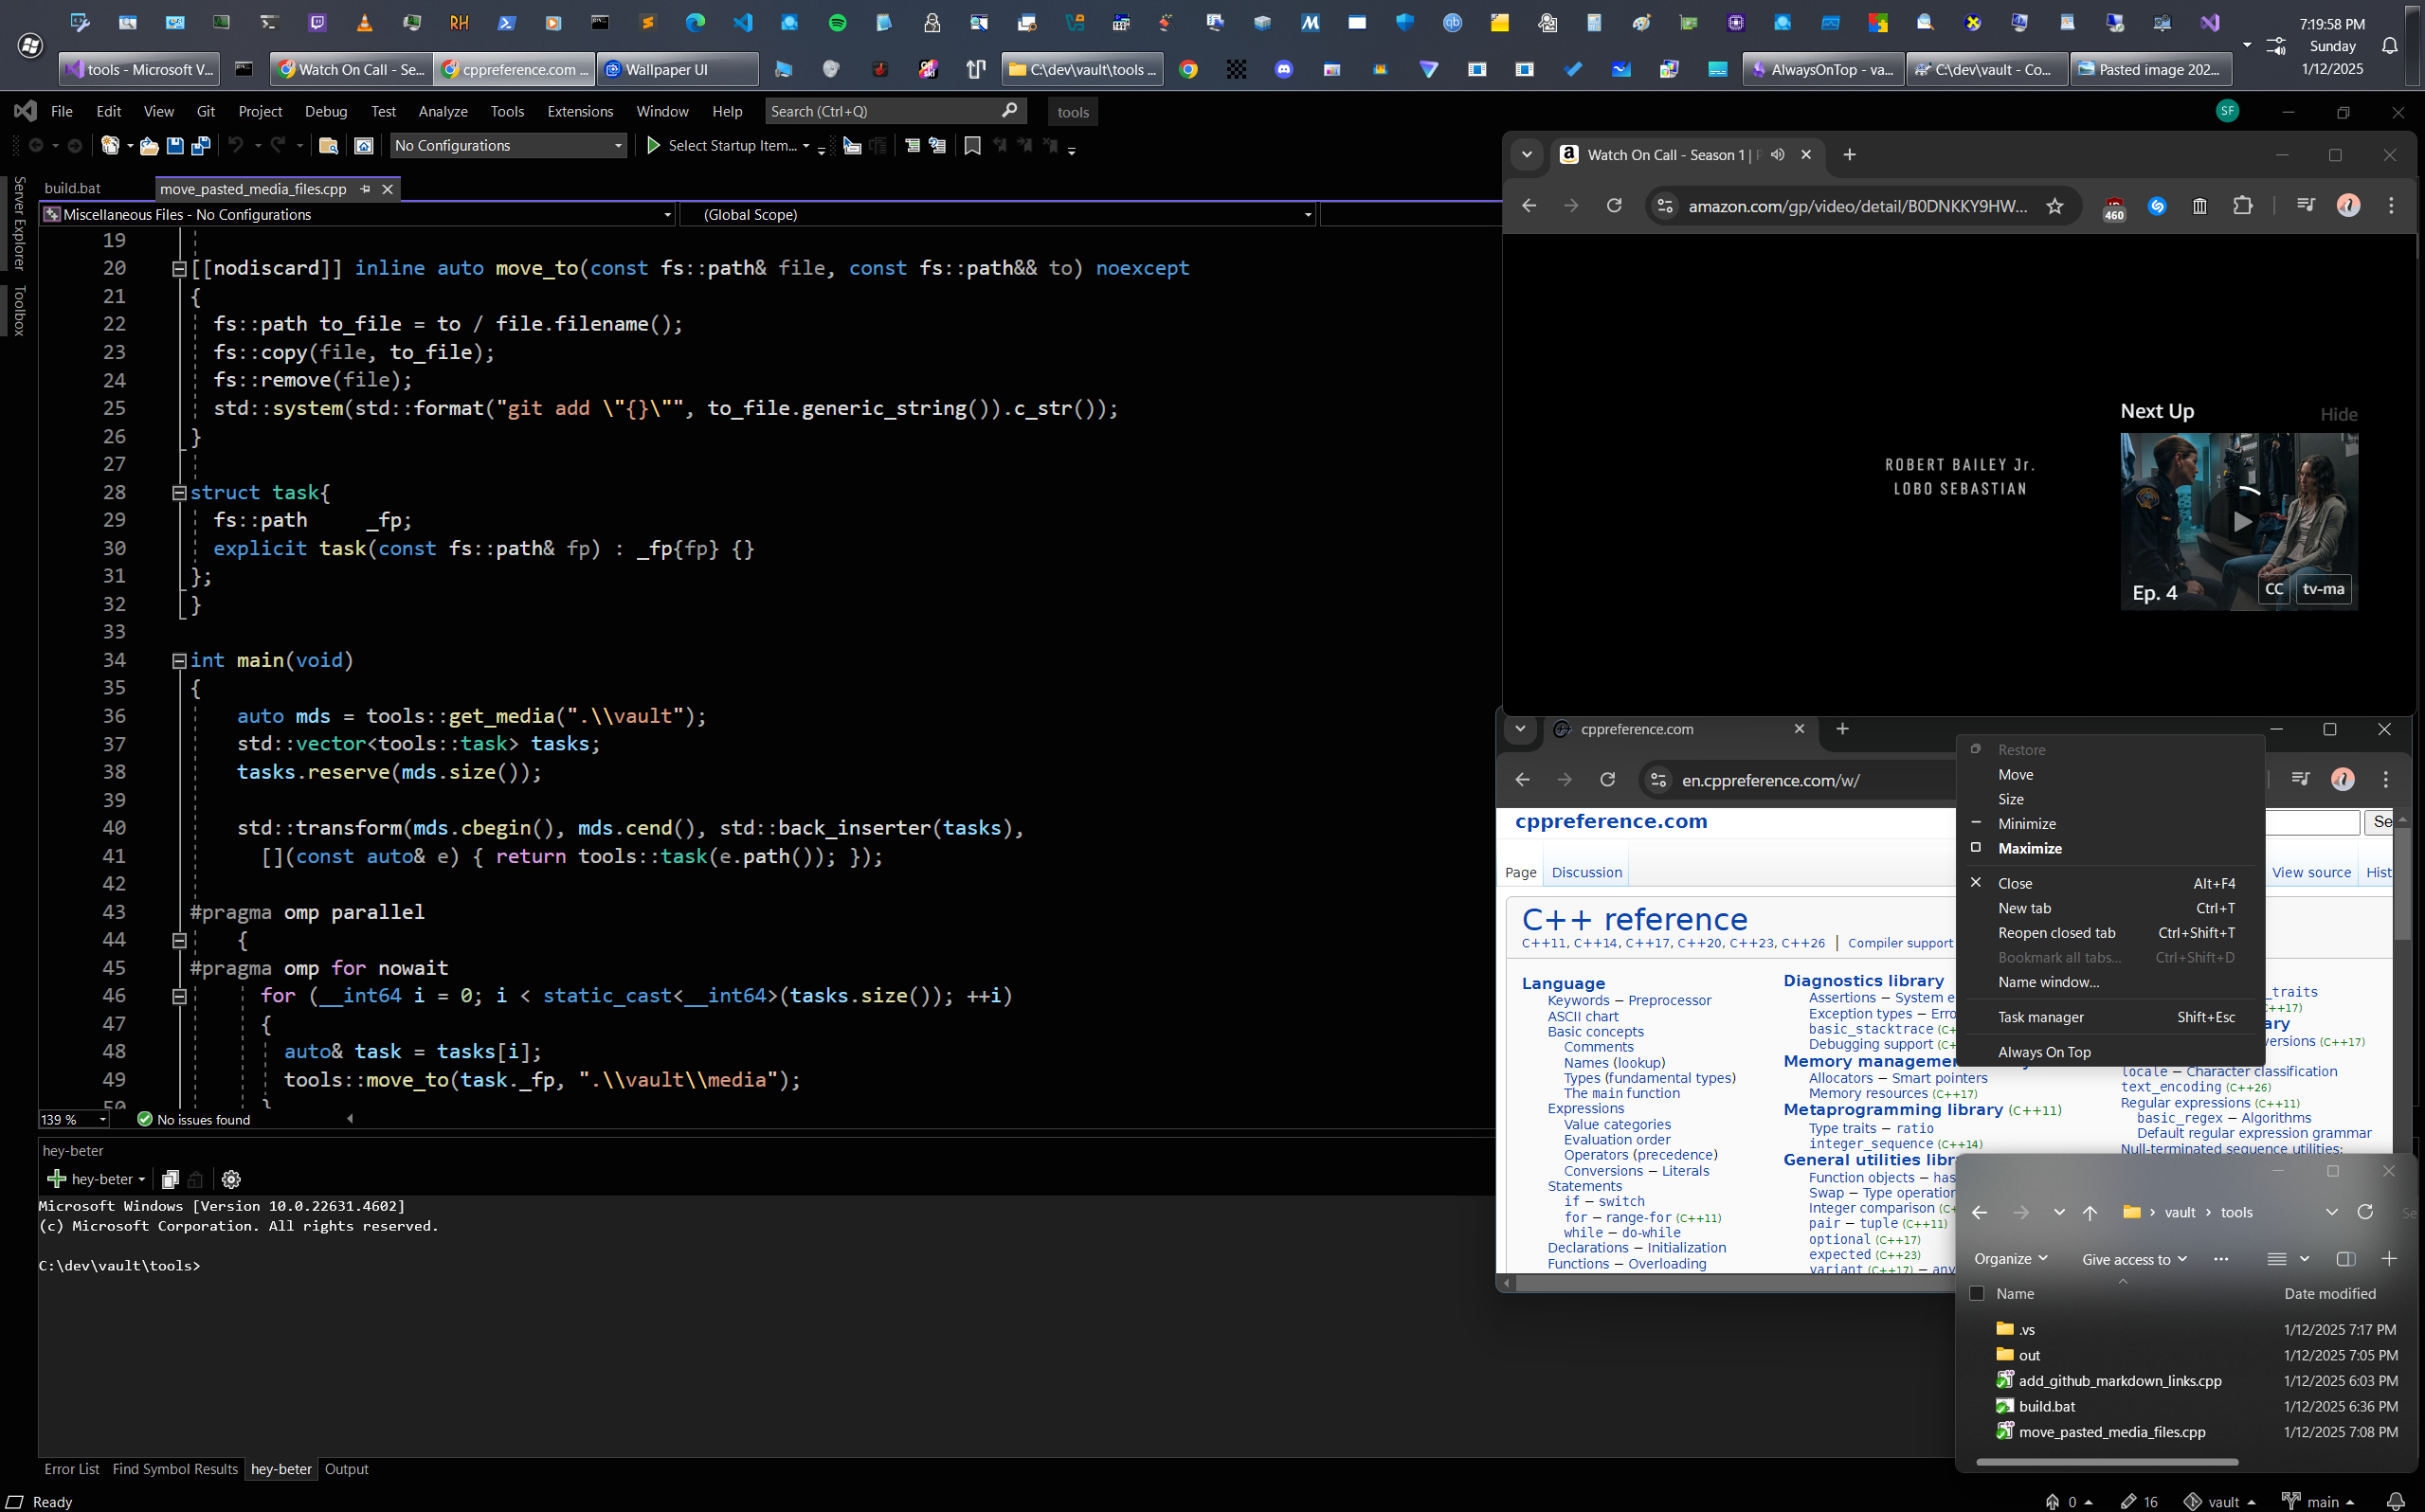 7:19:58 PM
Sunday
1/12/2025
tools - Microsoft V...
Watch On Call - Se...
cppreference.com ...
Wallpaper UI
C:\dev\vault\tools ...
AlwaysOnTop - va...
C:\dev\vault - Co...
Pasted image 202...
File Edit View Git Project Debug Test Analyze Tools Extensions Window Help Search (Ctrl+Q) tools SF
No Configurations Select Startup Item...
Server Explorer
Toolbox
build.bat move_pasted_media_files.cpp
Miscellaneous Files - No Configurations (Global Scope)
19
20 [[nodiscard]] inline auto move_to(const fs::path& file, const fs::path&& to) noexcept
21 {
22 fs::path to_file = to / file.filename();
23 fs::copy(file, to_file);
24 fs::remove(file);
25 std::system(std::format("git add \"{}\"", to_file.generic_string()).c_str());
26 }
27
28 struct task{
29 fs::path _fp;
30 explicit task(const fs::path& fp) : _fp{fp} {}
31 };
32 }
33
34 int main(void)
35 {
36 auto mds = tools::get_media(".\\vault");
37 std::vector<tools::task> tasks;
38 tasks.reserve(mds.size());
39
40 std::transform(mds.cbegin(), mds.cend(), std::back_inserter(tasks),
41 [](const auto& e) { return tools::task(e.path()); });
42
43 #pragma omp parallel
44 {
45 #pragma omp for nowait
46 for (__int64 i = 0; i < static_cast<__int64>(tasks.size()); ++i)
47 {
48 auto& task = tasks[i];
49 tools::move_to(task._fp, ".\\vault\\media");
50 }
139 % No issues found
hey-beter
hey-beter
Microsoft Windows [Version 10.0.22631.4602]
(c) Microsoft Corporation. All rights reserved.
C:\dev\vault\tools>
Error List Find Symbol Results hey-beter Output
Ready
0 16 vault main
Watch On Call - Season 1 |
amazon.com/gp/video/detail/B0DNKKY9HW...
460
Next Up Hide
ROBERT BAILEY Jr.
LOBO SEBASTIAN
Ep. 4 CC tv-ma
cppreference.com
en.cppreference.com/w/
cppreference.com
Se
Page Discussion View source Hist
C++ reference
C++11, C++14, C++17, C++20, C++23, C++26 | Compiler support
Language
Keywords − Preprocessor
ASCII chart
Basic concepts
Comments
Names (lookup)
Types (fundamental types)
The main function
Expressions
Value categories
Evaluation order
Operators (precedence)
Conversions − Literals
Statements
if − switch
for − range-for (C++11)
while − do-while
Declarations − Initialization
Functions − Overloading
Diagnostics library
Assertions − System e
Exception types − Erro
basic_stacktrace (C+
Debugging support (C+
Memory managemen
Allocators − Smart pointers
Memory resources (C++17)
Metaprogramming library (C++11)
Type traits − ratio
integer_sequence (C++14)
General utilities libr
Function objects − has
Swap − Type operation
Integer comparison (C+
pair − tuple (C++11)
optional (C++17)
expected (C++23)
variant (C++17) − any
_traits
C++17)
ary
versions (C++17)
locale − Character classification
text_encoding (C++26)
Regular expressions (C++11)
basic_regex − Algorithms
Default regular expression grammar
Null-terminated sequence utilities:
Restore
Move
Size
Minimize
Maximize
Close Alt+F4
New tab Ctrl+T
Reopen closed tab Ctrl+Shift+T
Bookmark all tabs... Ctrl+Shift+D
Name window...
Task manager Shift+Esc
Always On Top
vault tools
Se
Organize Give access to
Name Date modified
.vs 1/12/2025 7:17 PM
out 1/12/2025 7:05 PM
add_github_markdown_links.cpp 1/12/2025 6:03 PM
build.bat 1/12/2025 6:36 PM
move_pasted_media_files.cpp 1/12/2025 7:08 PM